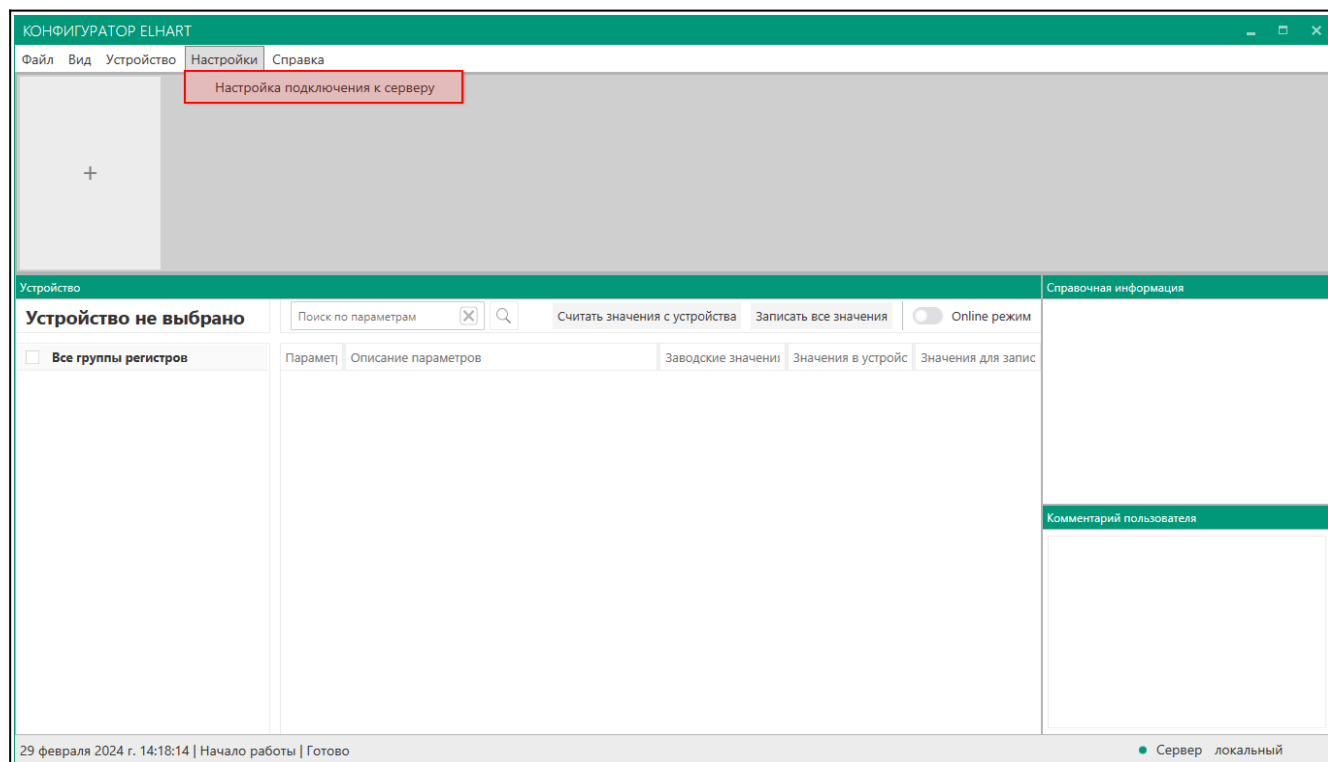 КОНФИГУРАТОР ELHART
Файл Вид Устройство Настройки Справка
Настройка подключения к серверу
+
Устройство
Справочная информация
Устройство не выбрано
Поиск по параметрам
Считать значения с устройства
Записать все значения
Online режим
Все группы регистров
Парамет Описание параметров Заводские значени Значения в устройс Значения для запис
Комментарий пользователя
29 февраля 2024 г. 14:18:14 | Начало работы | Готово
Сервер локальный